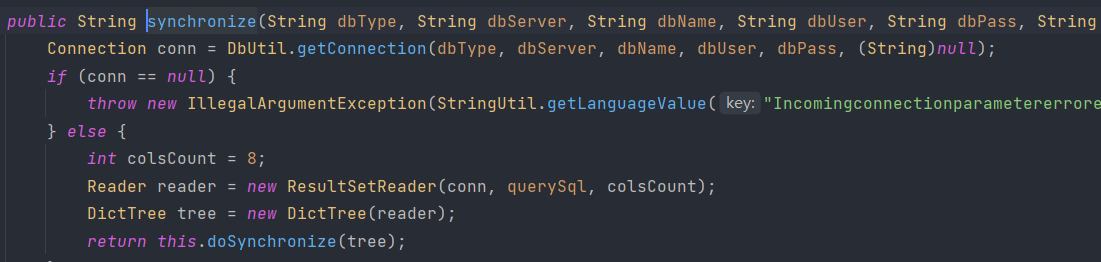 public String synchronize(String dbType, String dbServer, String dbName, String dbUser, String dbPass, String
Connection conn = DbUtil.getConnection(dbType, dbServer, dbName, dbUser, dbPass, (String)null);
if (conn == null) {
throw new IllegalArgumentException(StringUtil.getLanguageValue( key: "Incomingconnectionparametererrore
} else {
int colsCount = 8;
Reader reader = new ResultSetReader(conn, querySql, colsCount);
DictTree tree = new DictTree(reader);
return this.doSynchronize(tree);